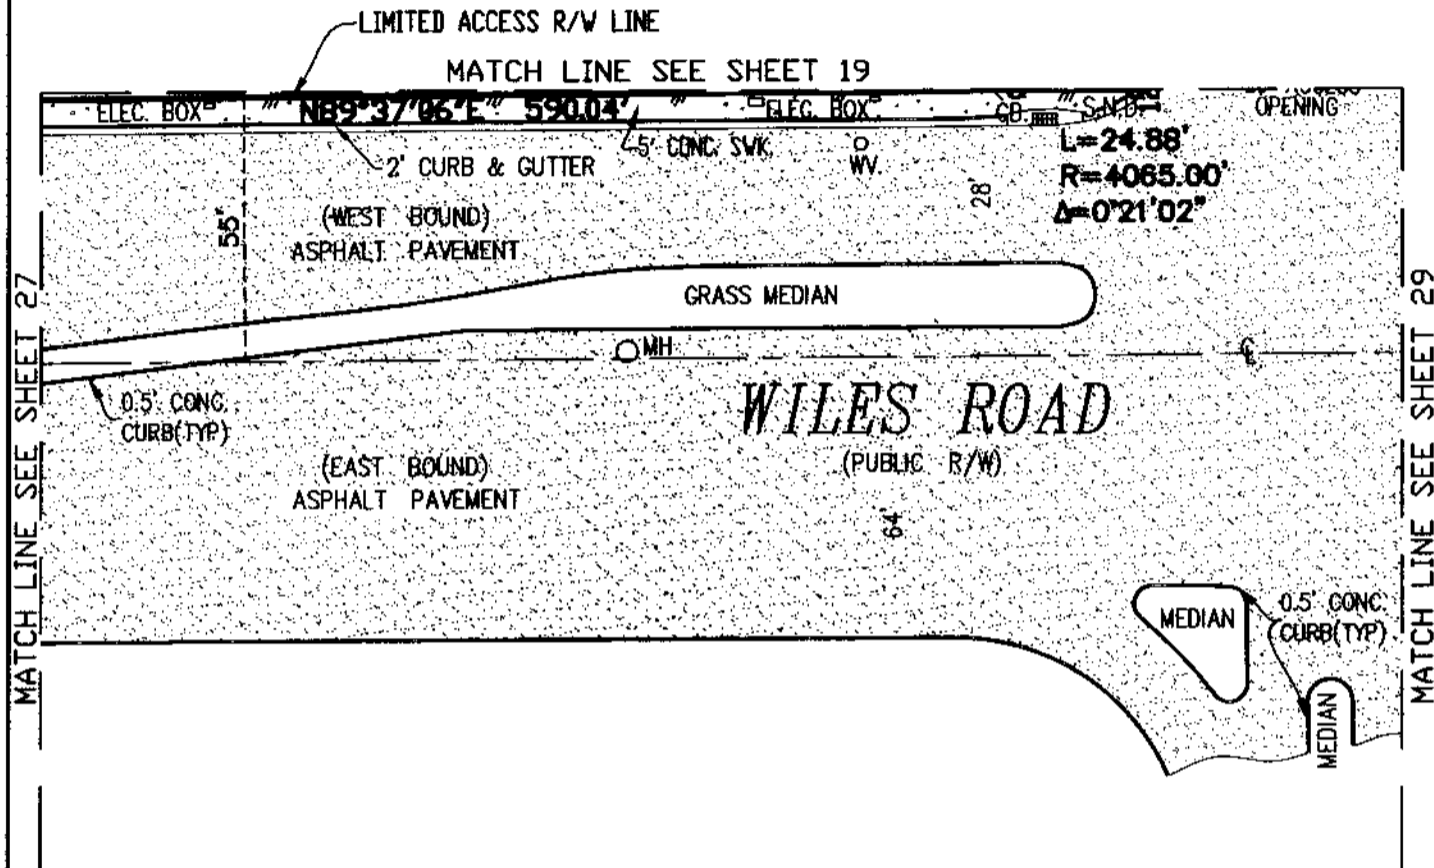 LIMITED ACCESS R/W LINE
MATCH LINE SEE SHEET 19
ELEC. BOX
N89°37'06"E 590.04'
ELEC. BOX
GD.
S.N.D.
OPENING
2' CURB & GUTTER
5' CONC. SWK.
WV.
L=24.88'
R=4065.00'
Δ=0°21'02"
28'
55'
(WEST BOUND)
ASPHALT PAVEMENT
GRASS MEDIAN
MATCH LINE SEE SHEET 27
MATCH LINE SEE SHEET 29
MH
0.5' CONC.
CURB(TYP)
WILES ROAD
(PUBLIC R/W)
(EAST BOUND)
ASPHALT PAVEMENT
64'
MEDIAN
0.5' CONC.
CURB(TYP)
MEDIAN